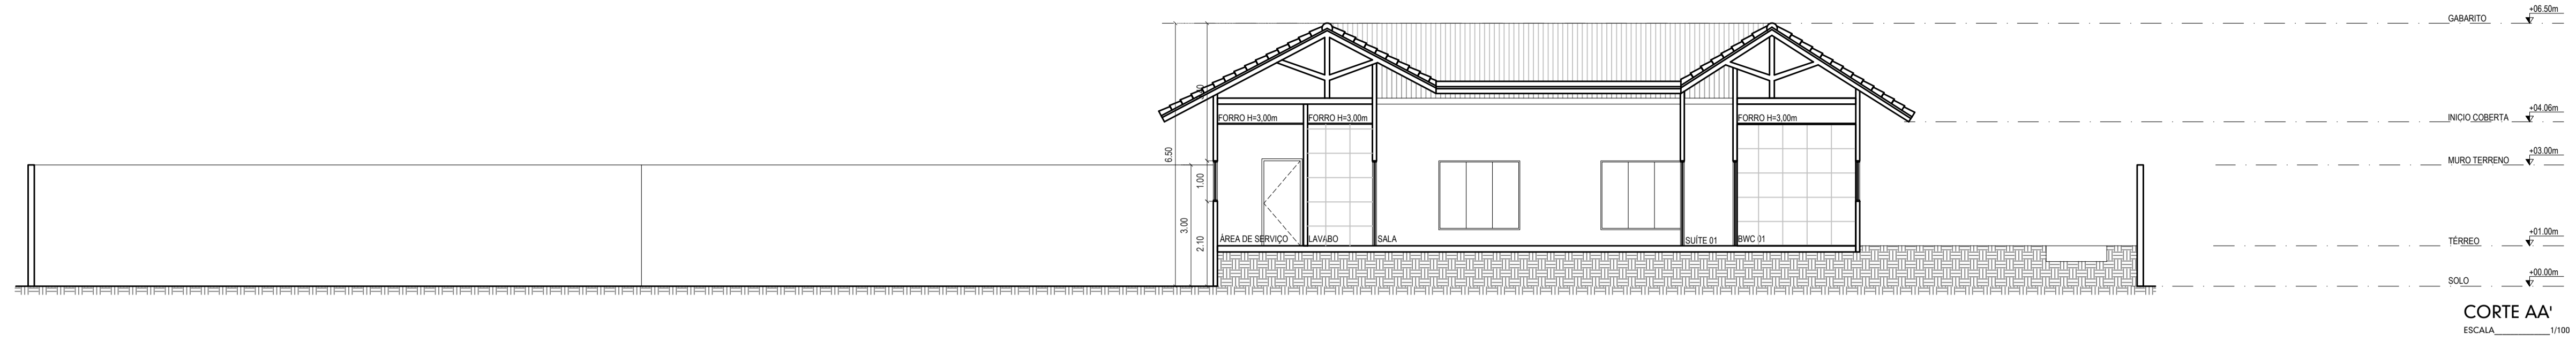 GABARITO +06.50m
INICIO COBERTA +04.06m
MURO TERRENO +03.00m
TÉRREO +01.00m
SOLO +00.00m
6.50
3.00
1.00
2.10
FORRO H=3,00m
FORRO H=3,00m
FORRO H=3,00m
ÁREA DE SERVIÇO
LAVABO
SALA
SUÍTE 01
BWC 01
CORTE AA'
ESCALA____________1/100